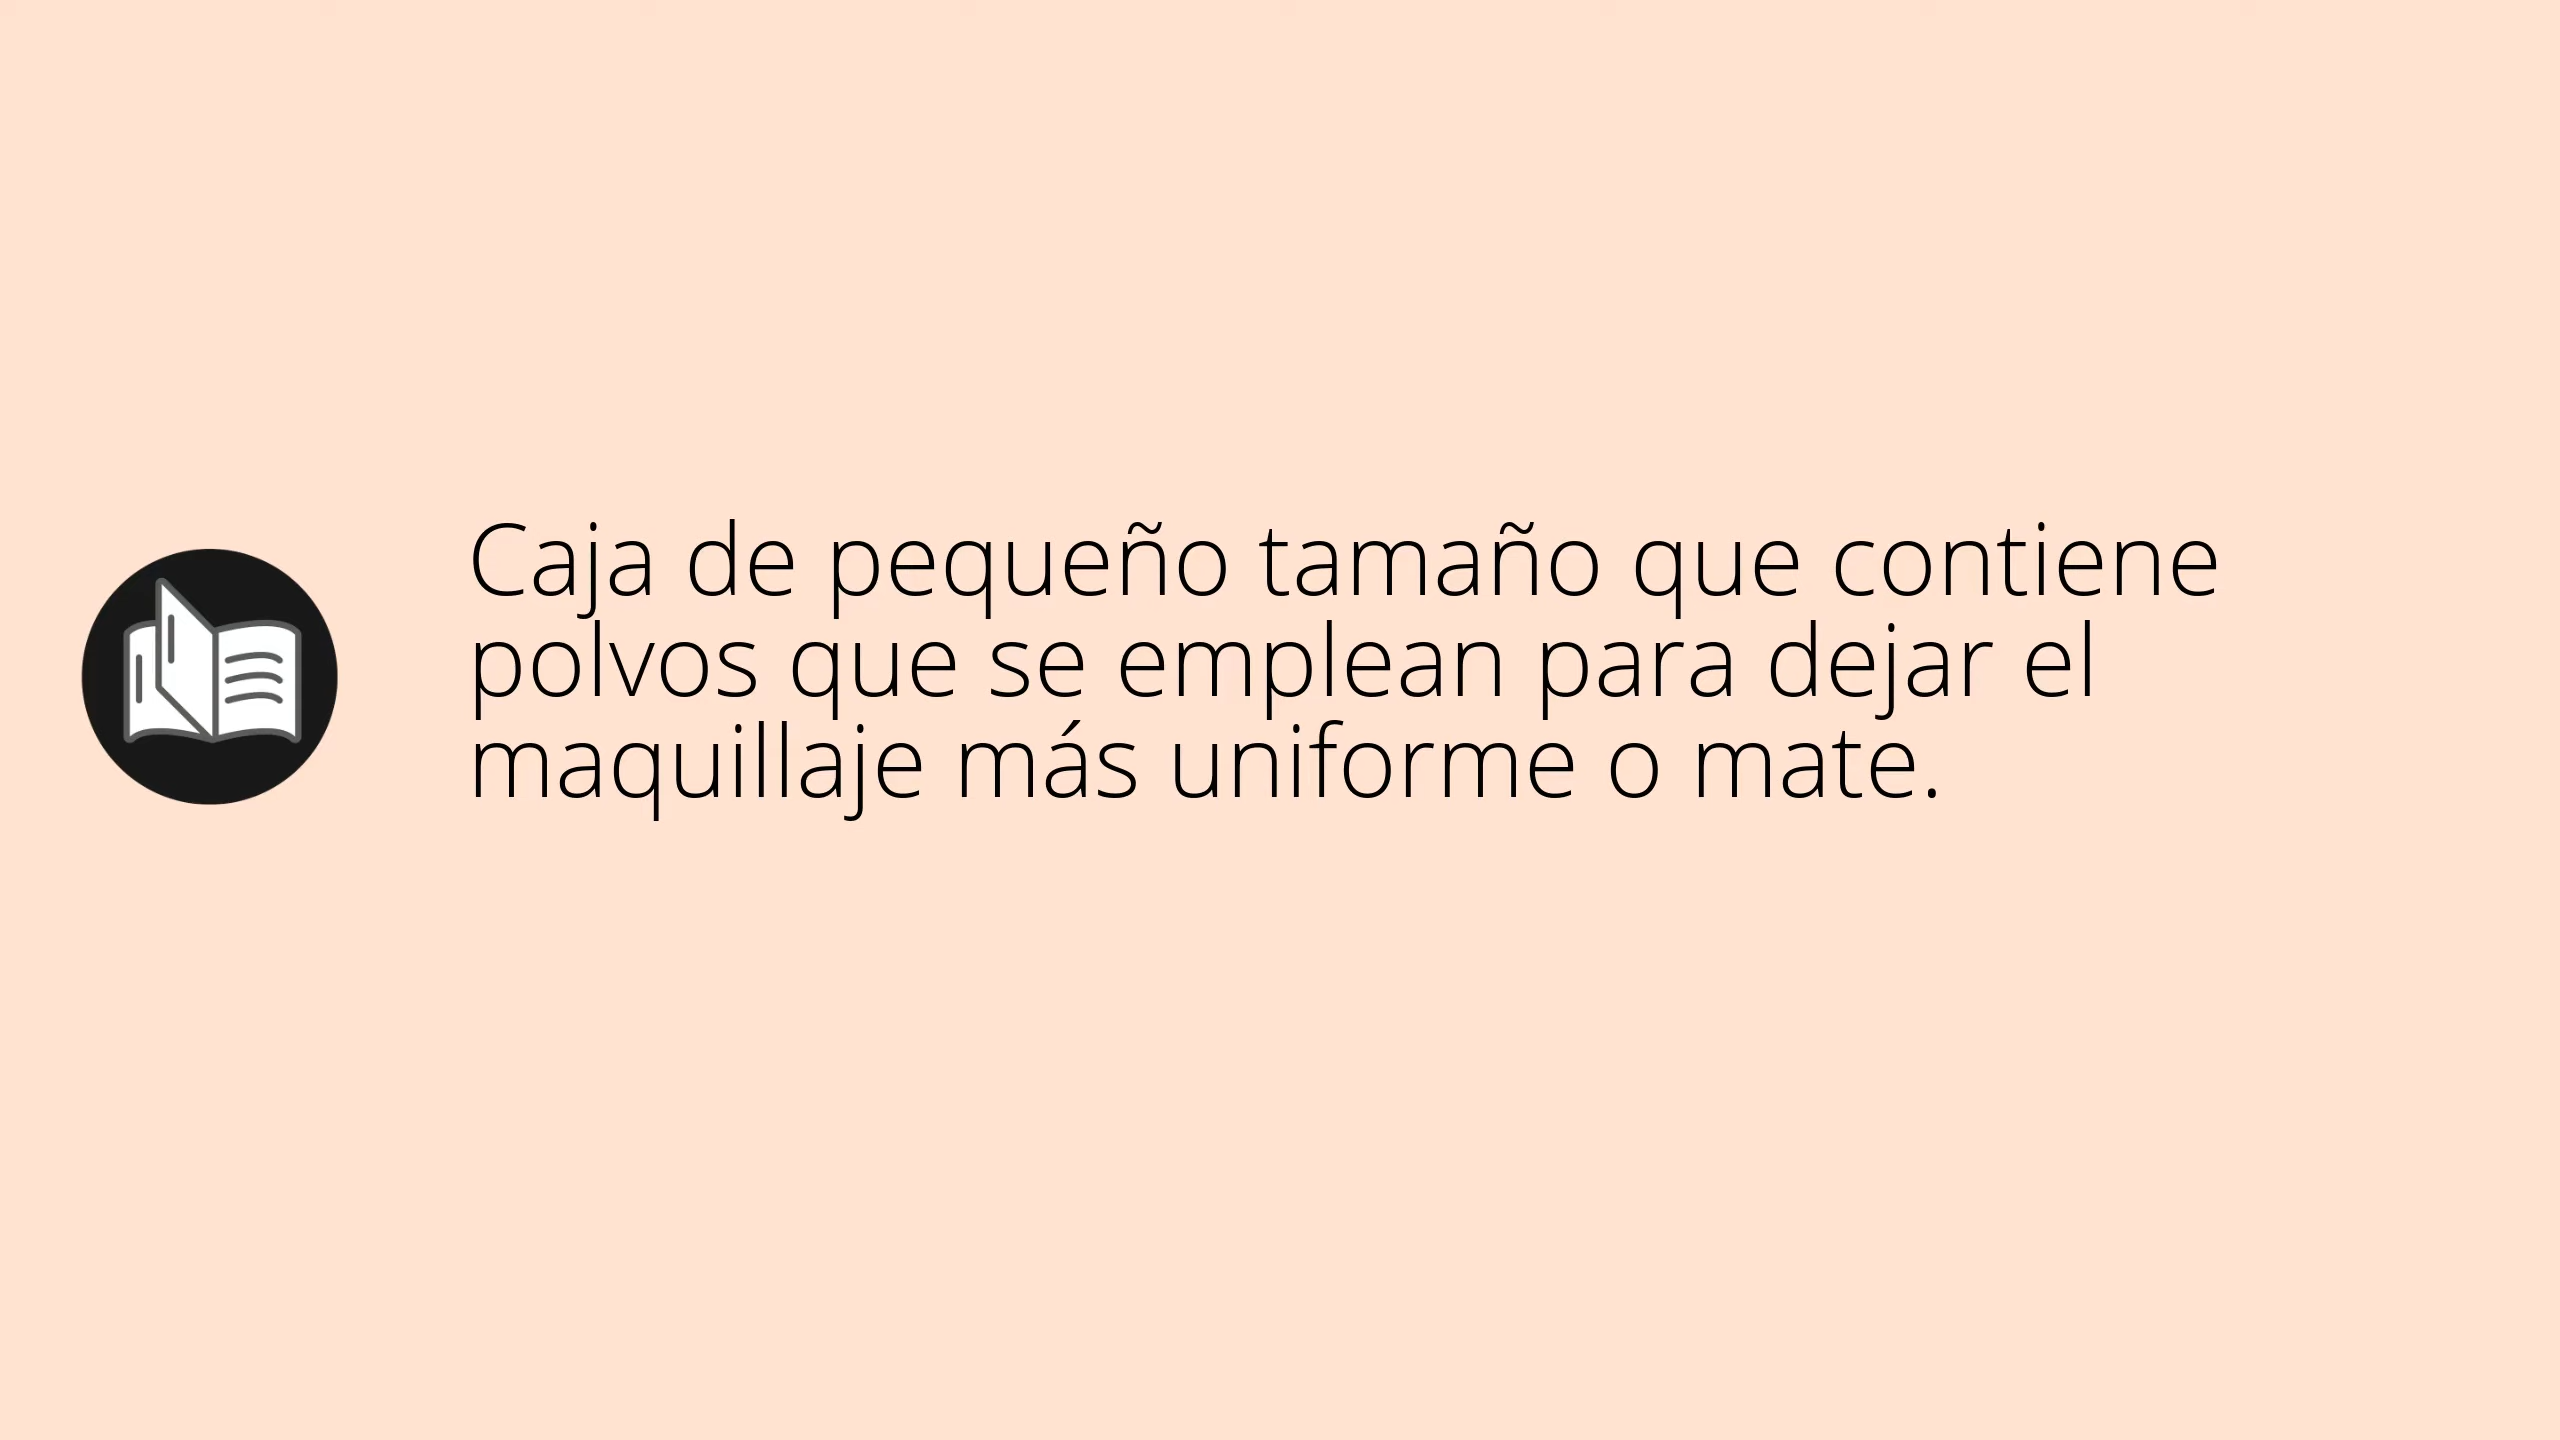 Caja de pequeño tamaño que contiene
polvos que se emplean para dejar el
maquillaje más uniforme o mate.